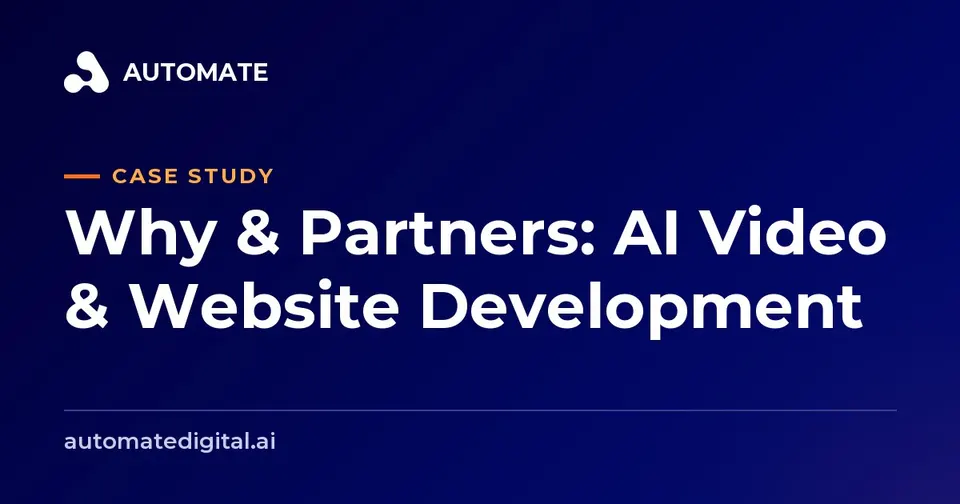 AUTOMATE
CASE STUDY
Why & Partners: AI Video
& Website Development
automatedigital.ai